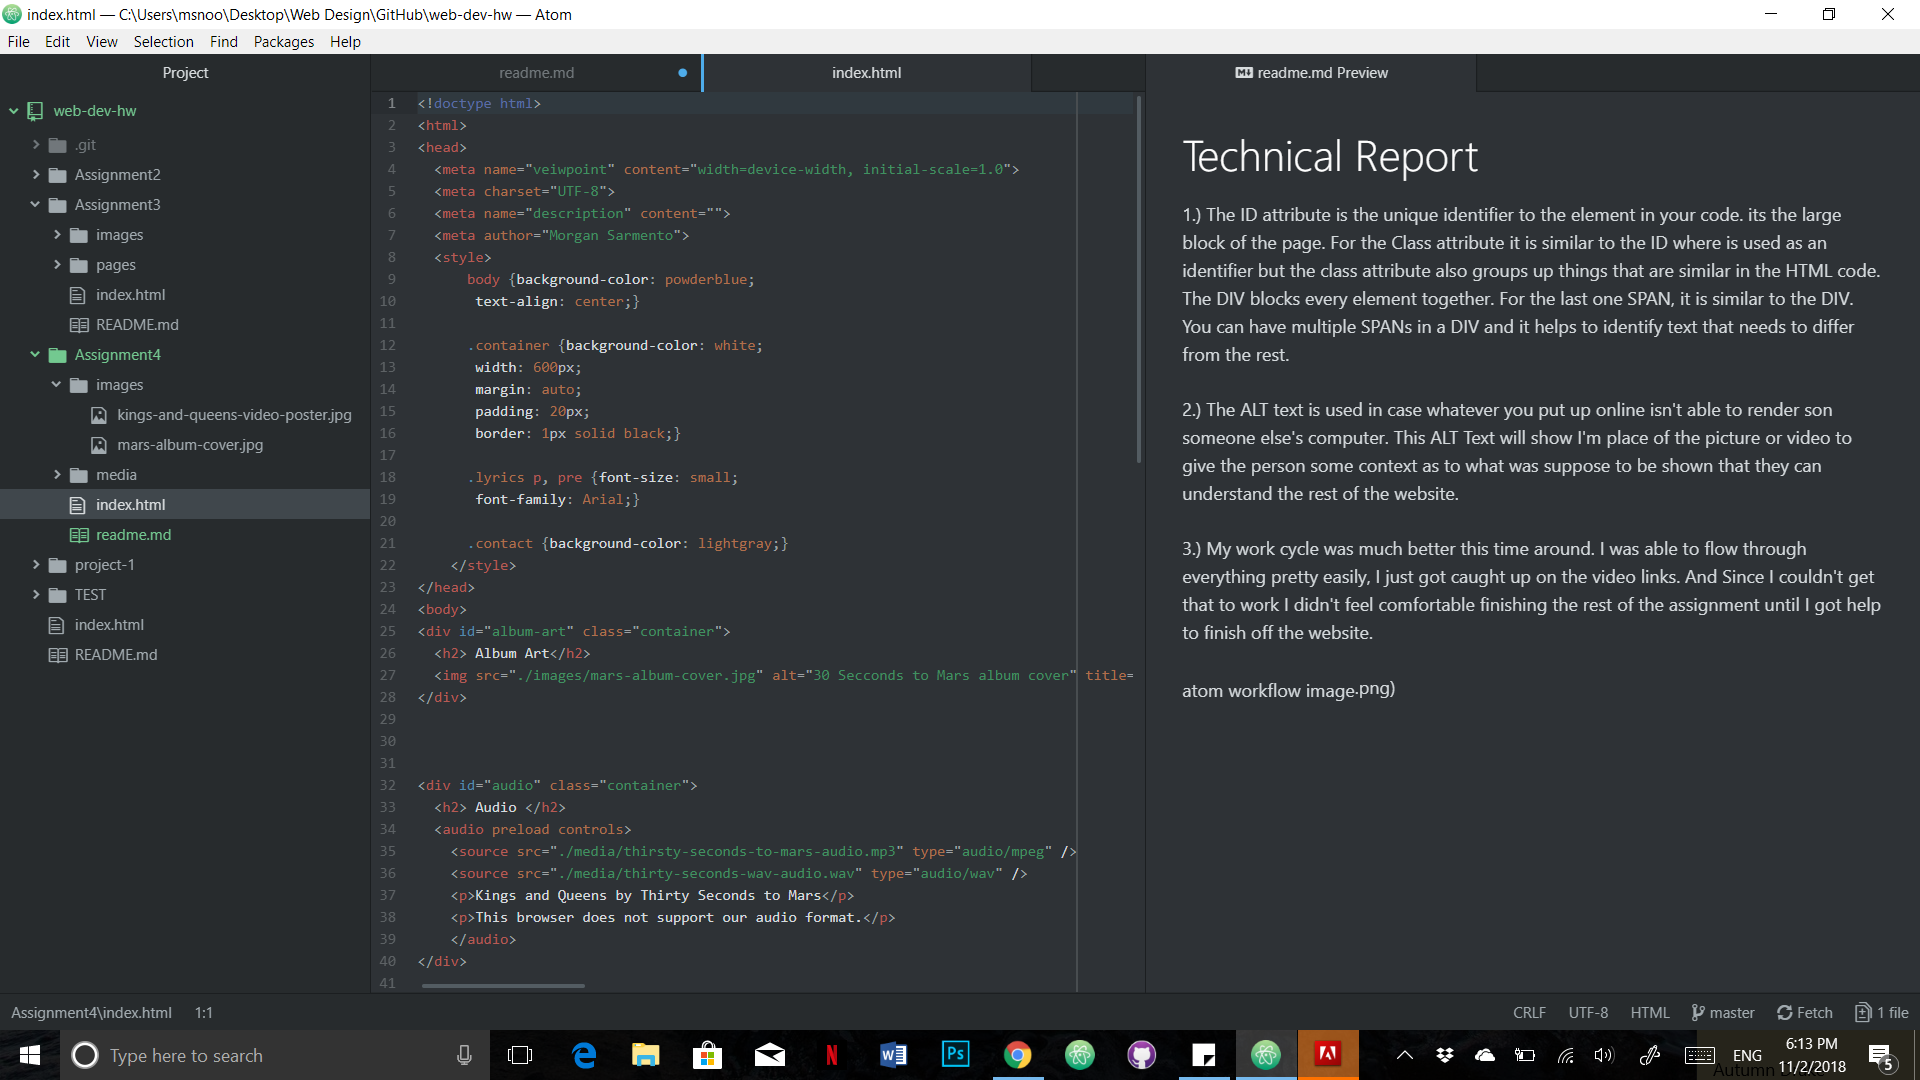 index.html — C:\Users\msnoo\Desktop\Web Design\GitHub\web-dev-hw — Atom
File Edit View Selection Find Packages Help
Project
web-dev-hw
.git
Assignment2
Assignment3
images
pages
index.html
README.md
Assignment4
images
kings-and-queens-video-poster.jpg
mars-album-cover.jpg
media
index.html
readme.md
project-1
TEST
index.html
README.md
readme.md
index.html
1 <!doctype html>
2 <html>
3 <head>
4 <meta name="veiwpoint" content="width=device-width, initial-scale=1.0">
5 <meta charset="UTF-8">
6 <meta name="description" content="">
7 <meta author="Morgan Sarmento">
8 <style>
9 body {background-color: powderblue;
10 text-align: center;}
11
12 .container {background-color: white;
13 width: 600px;
14 margin: auto;
15 padding: 20px;
16 border: 1px solid black;}
17
18 .lyrics p, pre {font-size: small;
19 font-family: Arial;}
20
21 .contact {background-color: lightgray;}
22 </style>
23 </head>
24 <body>
25 <div id="album-art" class="container">
26 <h2> Album Art</h2>
27 <img src="./images/mars-album-cover.jpg" alt="30 Secconds to Mars album cover" title=
28 </div>
29
30
31
32 <div id="audio" class="container">
33 <h2> Audio </h2>
34 <audio preload controls>
35 <source src="./media/thirsty-seconds-to-mars-audio.mp3" type="audio/mpeg" />
36 <source src="./media/thirty-seconds-wav-audio.wav" type="audio/wav" />
37 <p>Kings and Queens by Thirty Seconds to Mars</p>
38 <p>This browser does not support our audio format.</p>
39 </audio>
40 </div>
41
readme.md Preview
Technical Report
1.) The ID attribute is the unique identifier to the element in your code. its the large
block of the page. For the Class attribute it is similar to the ID where is used as an
identifier but the class attribute also groups up things that are similar in the HTML code.
The DIV blocks every element together. For the last one SPAN, it is similar to the DIV.
You can have multiple SPANs in a DIV and it helps to identify text that needs to differ
from the rest.
2.) The ALT text is used in case whatever you put up online isn't able to render son
someone else's computer. This ALT Text will show I'm place of the picture or video to
give the person some context as to what was suppose to be shown that they can
understand the rest of the website.
3.) My work cycle was much better this time around. I was able to flow through
everything pretty easily, I just got caught up on the video links. And Since I couldn't get
that to work I didn't feel comfortable finishing the rest of the assignment until I got help
to finish off the website.
atom workflow image.png)
Assignment4\index.html 1:1
CRLF UTF-8 HTML master Fetch 1 file
Type here to search
N
W
Ps
ENG
6:13 PM
11/2/2018
5